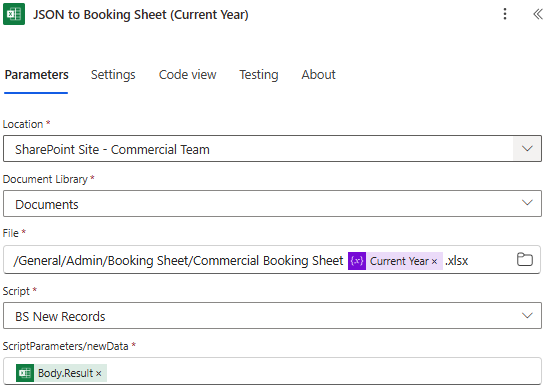 JSON to Booking Sheet (Current Year)
Parameters Settings Code view Testing About
Location *
SharePoint Site - Commercial Team
Document Library *
Documents
File *
/General/Admin/Booking Sheet/Commercial Booking Sheet {x} Current Year × .xlsx
Script *
BS New Records
ScriptParameters/newData *
Body.Result ×